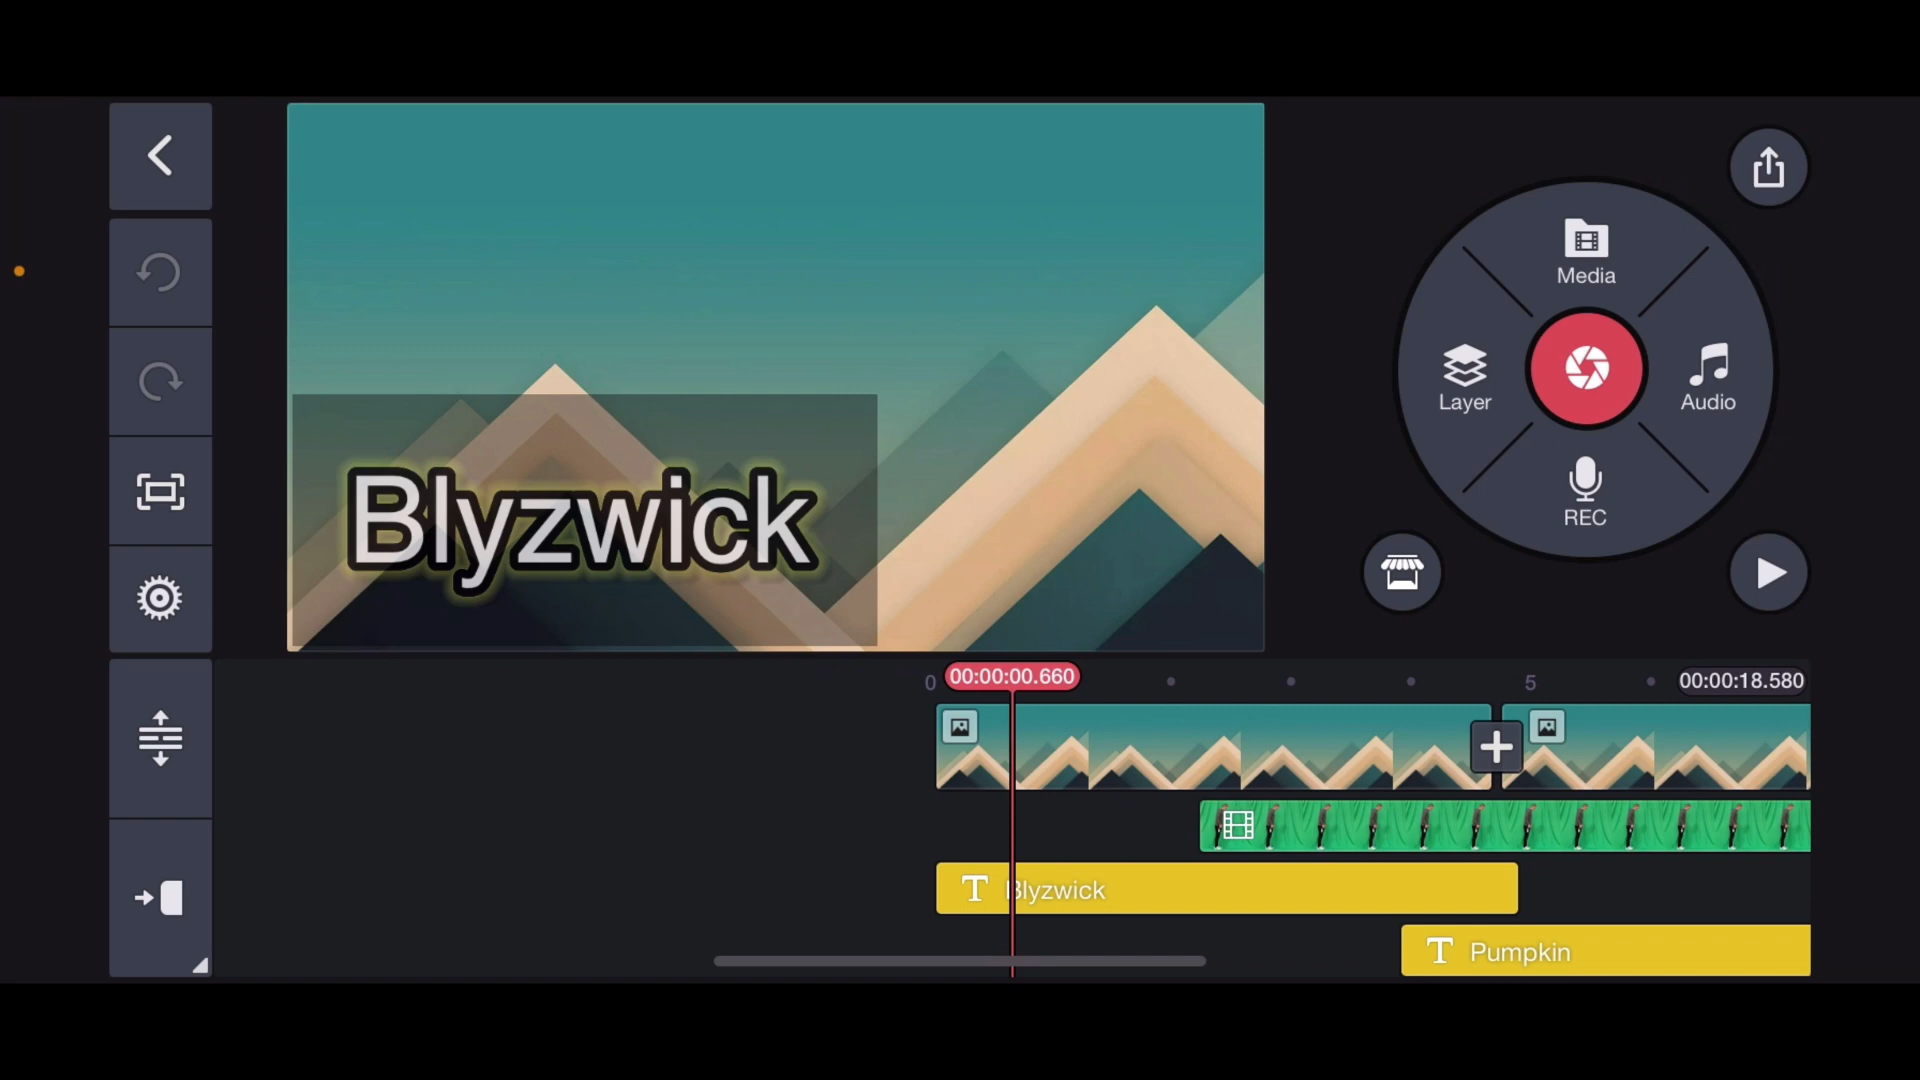 Media
Layer
Audio
REC
Blyzwick
0
00:00:00.660
5
00:00:18.580
T Blyzwick
T Pumpkin